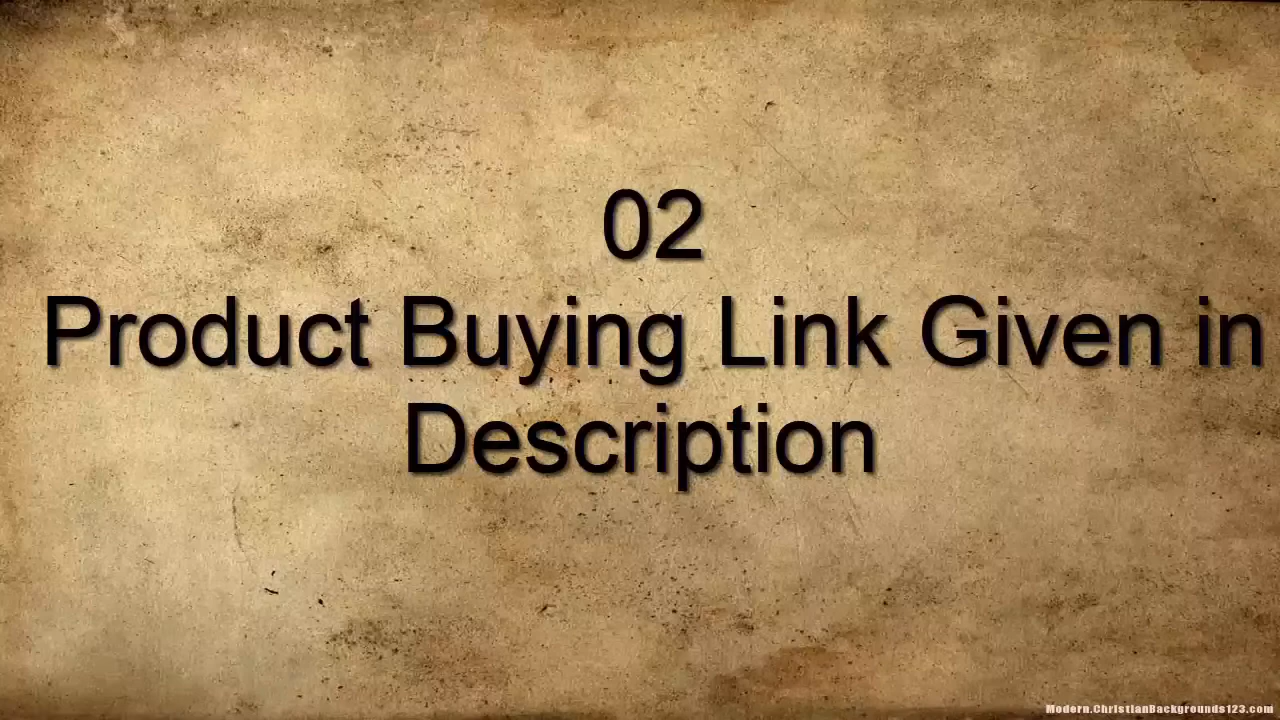 02
Product Buying Link Given in
Description
Modern.ChristianBackgrounds123.com